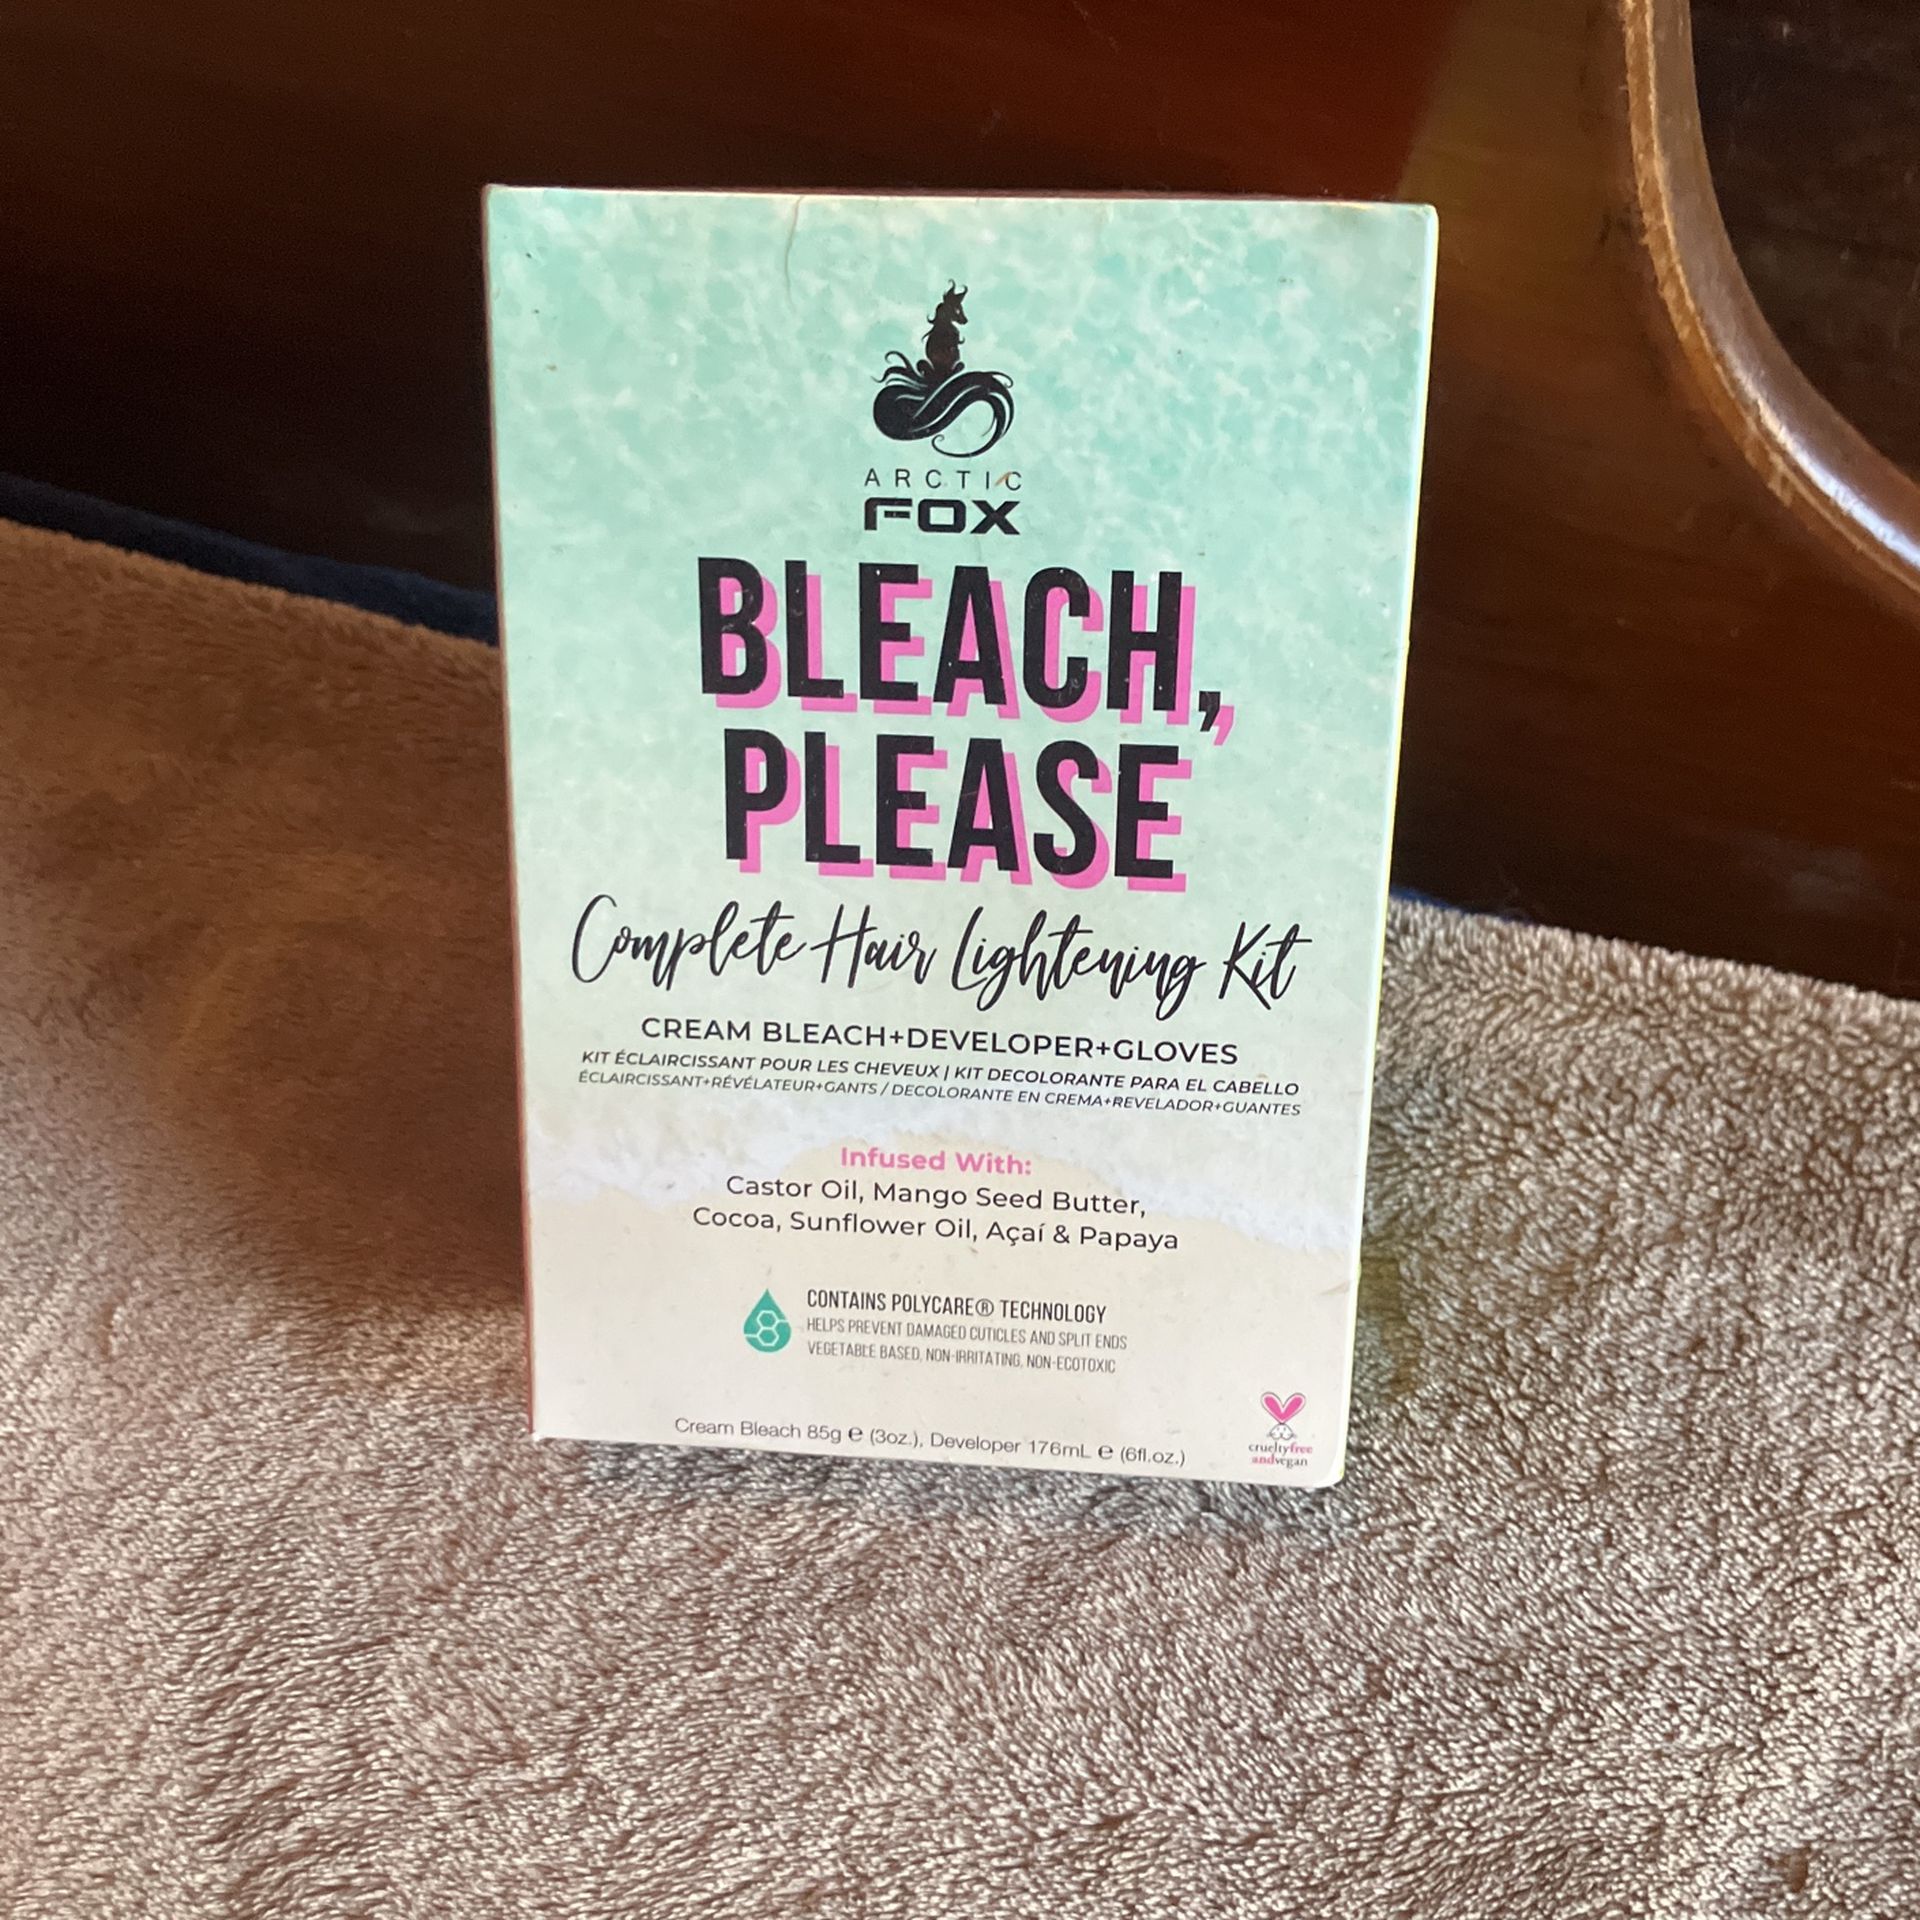 ARCTIC
FOX
BLEACH,
PLEASE
Complete Hair Lightening Kit
CREAM BLEACH+DEVELOPER+GLOVES
KIT ÉCLAIRCISSANT POUR LES CHEVEUX | KIT DECOLORANTE PARA EL CABELLO
ÉCLAIRCISSANT+RÉVÉLATEUR+GANTS / DECOLORANTE EN CREMA+REVELADOR+GUANTES
Infused With:
Castor Oil, Mango Seed Butter,
Cocoa, Sunflower Oil, Açaí & Papaya
CONTAINS POLYCARE® TECHNOLOGY
HELPS PREVENT DAMAGED CUTICLES AND SPLIT ENDS
VEGETABLE BASED, NON-IRRITATING, NON-ECOTOXIC
Cream Bleach 85g ℮ (3oz.), Developer 176mL ℮ (6fl.oz.)
crueltyfree
andvegan